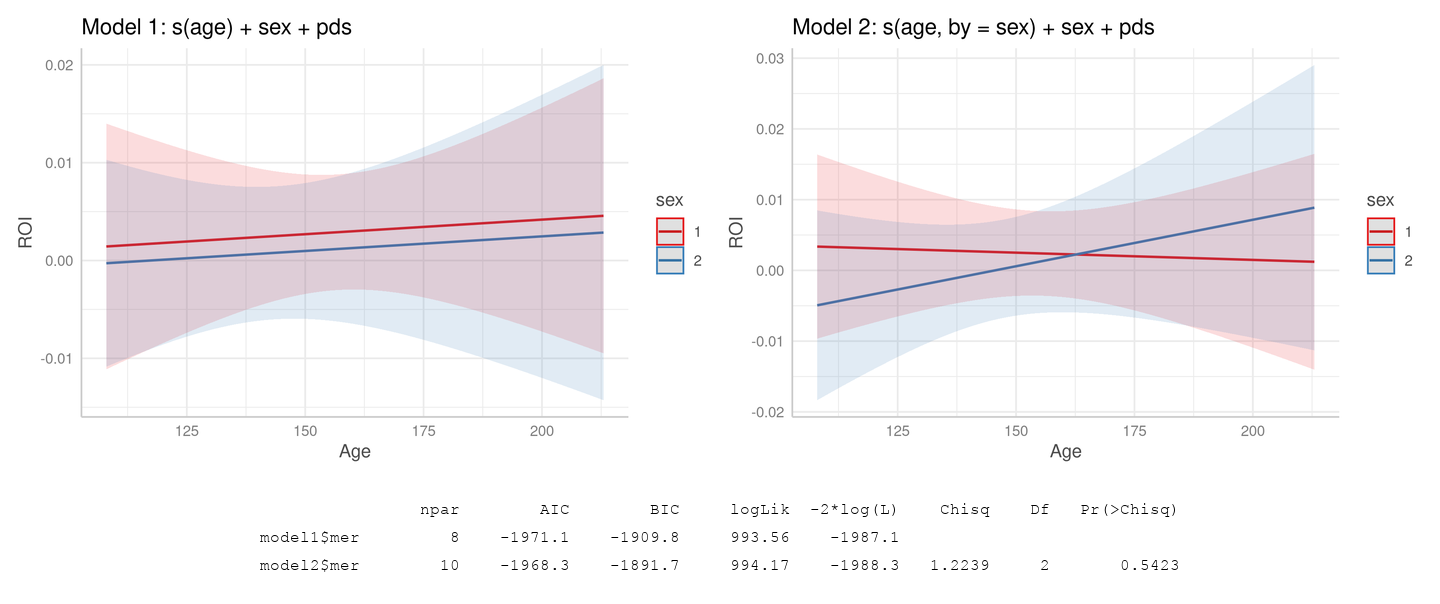 Model 1: s(age) + sex + pds
0.02
0.01
0.00
-0.01
ROI
125 150 175 200
Age
sex
1
2
Model 2: s(age, by = sex) + sex + pds
0.03
0.02
0.01
0.00
-0.01
-0.02
ROI
125 150 175 200
Age
sex
1
2
npar AIC BIC logLik -2*log(L) Chisq Df Pr(>Chisq)
model1$mer 8 -1971.1 -1909.8 993.56 -1987.1
model2$mer 10 -1968.3 -1891.7 994.17 -1988.3 1.2239 2 0.5423